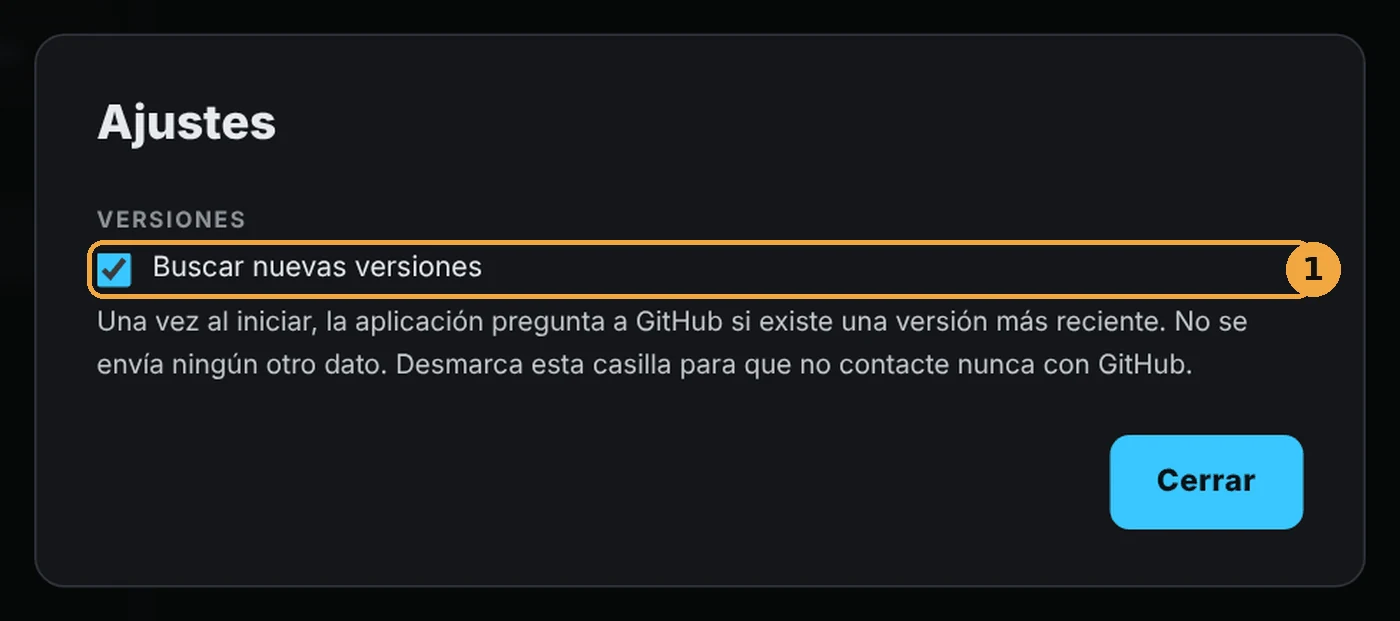 Ajustes
VERSIONES
Buscar nuevas versiones
1
Una vez al iniciar, la aplicación pregunta a GitHub si existe una versión más reciente. No se
envía ningún otro dato. Desmarca esta casilla para que no contacte nunca con GitHub.
Cerrar